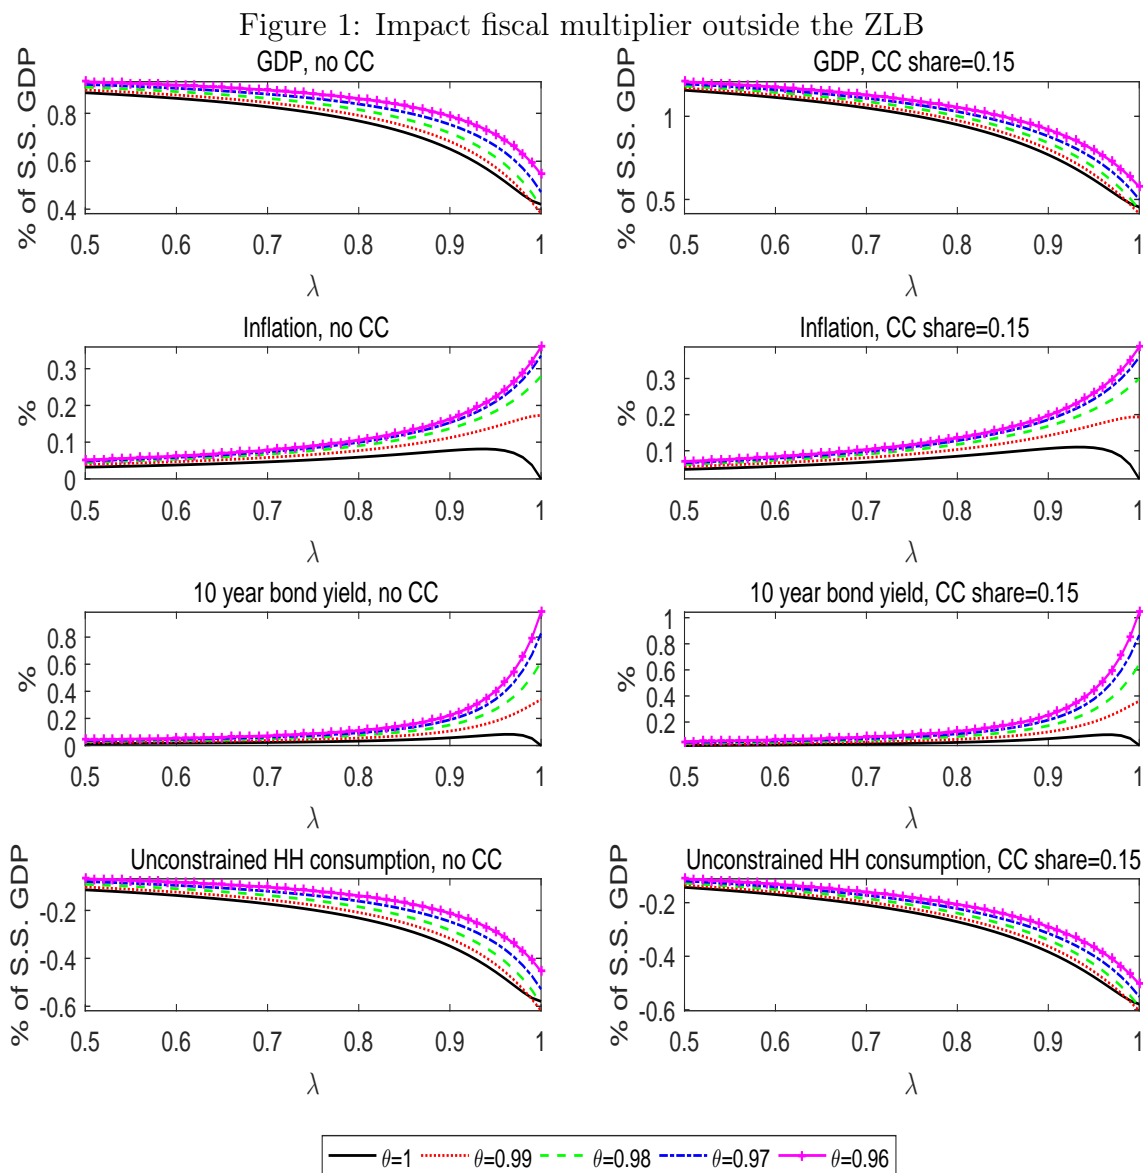 Figure 1: Impact fiscal multiplier outside the ZLB
GDP, no CC
% of S.S. GDP
0.8
0.6
0.4
0.5 0.6 0.7 0.8 0.9 1
λ
GDP, CC share=0.15
% of S.S. GDP
1
0.5
0.5 0.6 0.7 0.8 0.9 1
λ
Inflation, no CC
%
0.3
0.2
0.1
0
0.5 0.6 0.7 0.8 0.9 1
λ
Inflation, CC share=0.15
%
0.3
0.2
0.1
0.5 0.6 0.7 0.8 0.9 1
λ
10 year bond yield, no CC
%
0.8
0.6
0.4
0.2
0
0.5 0.6 0.7 0.8 0.9 1
λ
10 year bond yield, CC share=0.15
%
1
0.8
0.6
0.4
0.2
0.5 0.6 0.7 0.8 0.9 1
λ
Unconstrained HH consumption, no CC
% of S.S. GDP
-0.2
-0.4
-0.6
0.5 0.6 0.7 0.8 0.9 1
λ
Unconstrained HH consumption, CC share=0.15
% of S.S. GDP
-0.2
-0.4
-0.6
0.5 0.6 0.7 0.8 0.9 1
λ
θ=1 θ=0.99 θ=0.98 θ=0.97 θ=0.96